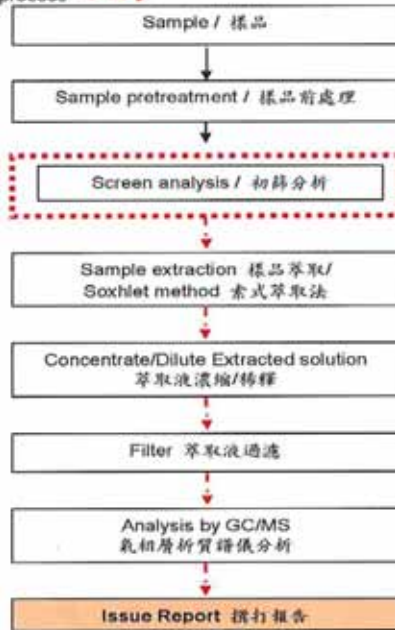 process
Sample / 樣品
Sample pretreatment / 樣品前處理
Screen analysis / 初篩分析
Sample extraction 樣品萃取/
Soxhlet method 索式萃取法
Concentrate/Dilute Extracted solution
萃取液濃縮/稀釋
Filter 萃取液過濾
Analysis by GC/MS
氣相層析質譜儀分析
Issue Report 撰打報告